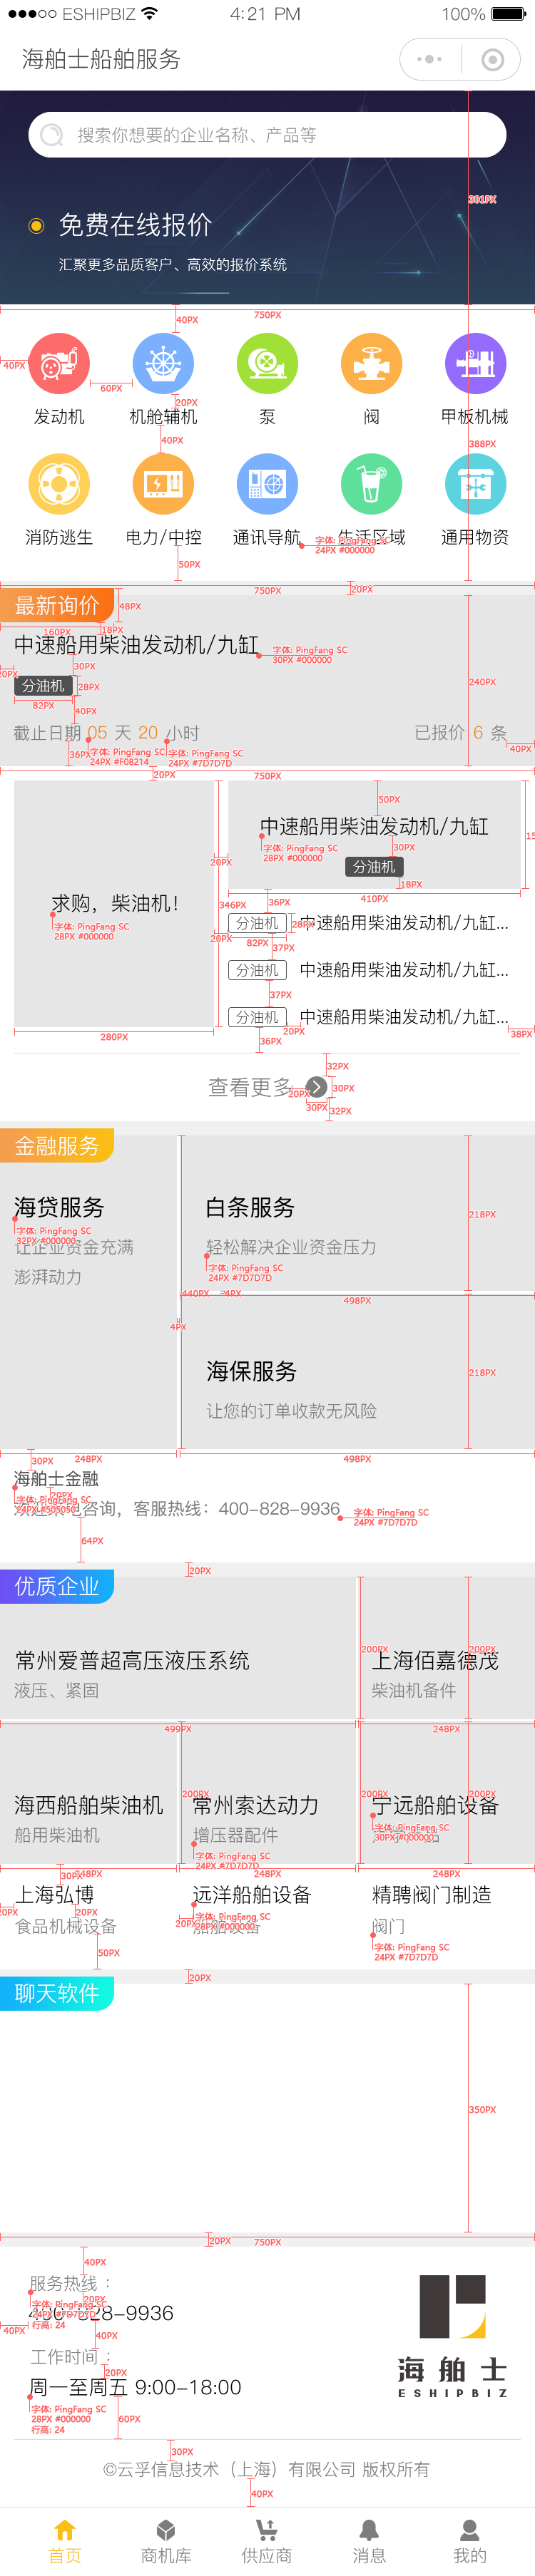 ESHIPBIZ 4:21 PM 100%
海舶士船舶服务
搜索你想要的企业名称、产品等
301PX
免费在线报价
汇聚更多品质客户、高效的报价系统
750PX
40PX
40PX
60PX
发动机 机舱辅机 泵 阀 甲板机械
20PX
40PX
388PX
消防逃生 电力/中控 通讯导航 生活区域 通用物资
字体: PingFang SC
24PX #000000
50PX
750PX
20PX
最新询价
48PX
160PX
18PX
中速船用柴油发动机/九缸
字体: PingFang SC
30PX #000000
20PX
30PX
分油机
28PX
240PX
82PX
40PX
截止日期 05 天 20 小时
已报价 6 条
36PX
字体: PingFang SC
24PX #F08214
字体: PingFang SC
24PX #7D7D7D
40PX
20PX
750PX
50PX
中速船用柴油发动机/九缸
字体: PingFang SC
28PX #000000
30PX
20PX
分油机
18PX
410PX
求购，柴油机！
字体: PingFang SC
28PX #000000
346PX
36PX
分油机
28PX
中速船用柴油发动机/九缸...
20PX
82PX
37PX
分油机
中速船用柴油发动机/九缸...
37PX
分油机
中速船用柴油发动机/九缸...
20PX
38PX
280PX
36PX
查看更多
32PX
20PX
30PX
30PX
32PX
金融服务
海贷服务
字体: PingFang SC
32PX #000000
让企业资金充满
澎湃动力
白条服务
218PX
轻松解决企业资金压力
字体: PingFang SC
24PX #7D7D7D
440PX
4PX
498PX
4PX
海保服务
218PX
让您的订单收款无风险
30PX
248PX
498PX
海舶士金融
20PX
字体: PingFang SC
24PX #505050
欢迎来电咨询，客服热线：400-828-9936
字体: PingFang SC
24PX #7D7D7D
64PX
20PX
优质企业
常州爱普超高压液压系统
液压、紧固
200PX
上海佰嘉德茂
200PX
柴油机备件
499PX
248PX
海西船舶柴油机
船用柴油机
200PX
常州索达动力
增压器配件
字体: PingFang SC
24PX #7D7D7D
200PX
宁远船舶设备
200PX
字体: PingFang SC
30PX #000000
30PX
248PX
248PX
248PX
上海弘博 远洋船舶设备 精聘阀门制造
20PX
20PX
20PX
字体: PingFang SC
28PX #000000
食品机械设备 船舶设备 阀门
字体: PingFang SC
24PX #7D7D7D
50PX
20PX
聊天软件
350PX
20PX
750PX
40PX
服务热线：
20PX
字体: PingFang SC
24PX #7D7D7D
行高: 24
400-828-9936
40PX
40PX
工作时间：
20PX
周一至周五 9:00-18:00
字体: PingFang SC
28PX #000000
行高: 24
60PX
海舶士
ESHIPBIZ
30PX
©云孚信息技术（上海）有限公司 版权所有
40PX
首页 商机库 供应商 消息 我的